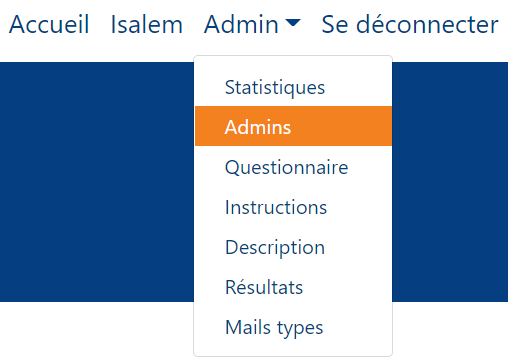 Accueil Isalem Admin Se déconnecter
Statistiques
Admins
Questionnaire
Instructions
Description
Résultats
Mails types